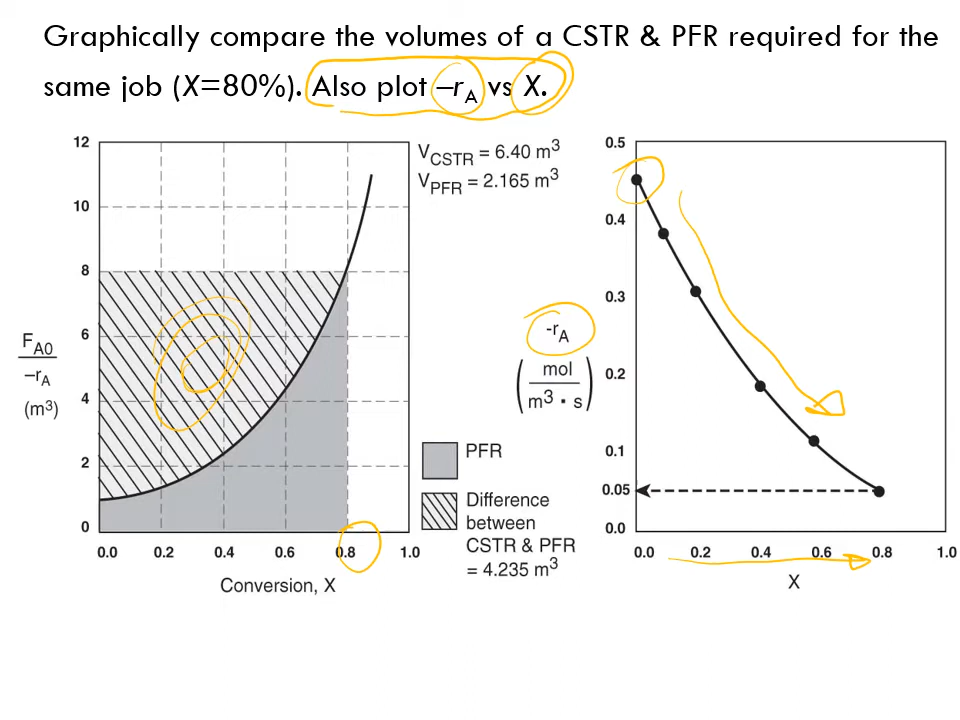 Graphically compare the volumes of a CSTR & PFR required for the
same job (X=80%). Also plot –rA vs X.
12
10
8
6
4
2
0
FA0
–rA
(m³)
0.0 0.2 0.4 0.6 0.8 1.0
Conversion, X
VCSTR = 6.40 m³
VPFR = 2.165 m³
PFR
Difference
between
CSTR & PFR
= 4.235 m³
0.5
0.4
0.3
0.2
0.1
0.05
0.0
-rA
mol
m³ • s
0.0 0.2 0.4 0.6 0.8 1.0
X